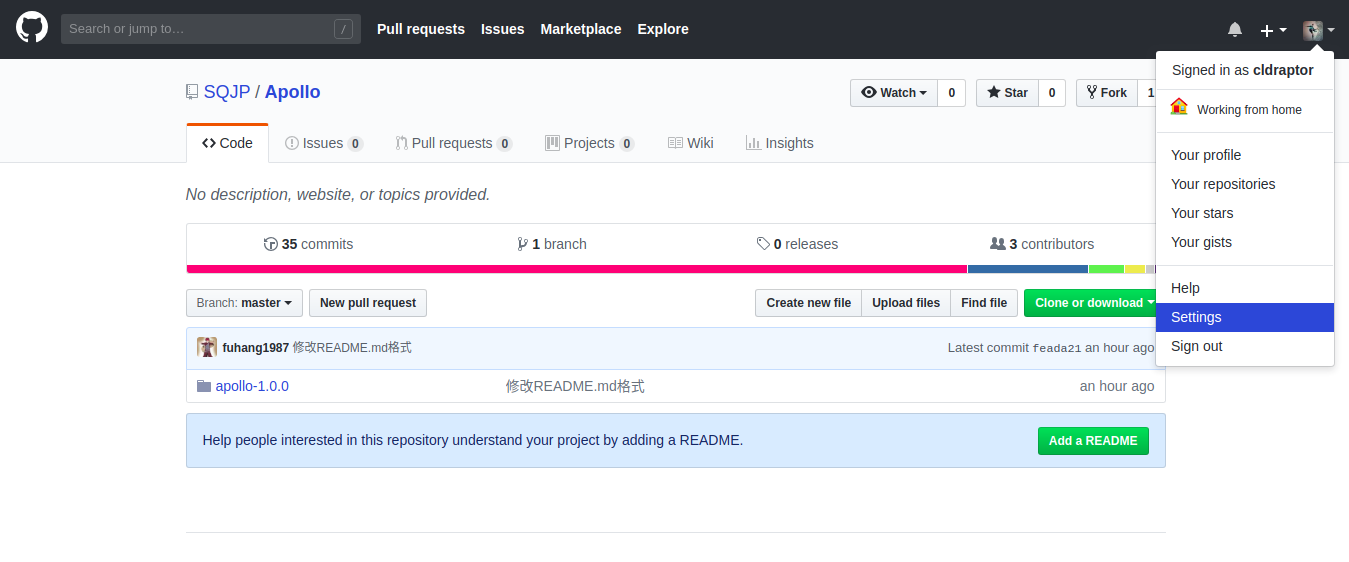 Search or jump to…
/
Pull requests Issues Marketplace Explore
Signed in as cldraptor
Working from home
Your profile
Your repositories
Your stars
Your gists
Help
Settings
Sign out
SQJP / Apollo
Watch 0 Star 0 Fork 1
Code Issues 0 Pull requests 0 Projects 0 Wiki Insights
No description, website, or topics provided.
35 commits 1 branch 0 releases 3 contributors
Branch: master New pull request Create new file Upload files Find file Clone or download
fuhang1987 修改README.md格式 Latest commit feada21 an hour ago
apollo-1.0.0 修改README.md格式 an hour ago
Help people interested in this repository understand your project by adding a README. Add a README